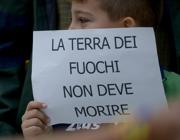 LA TERRA DEI
FUOCHI
NON DEVE
MORIRE